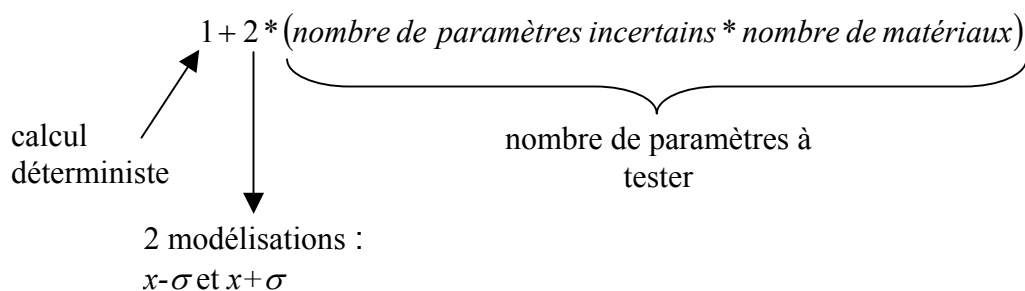 1 + 2 * (nombre de paramètres incertains * nombre de matériaux)
calcul
déterministe
nombre de paramètres à
tester
2 modélisations :
x-σ et x+σ